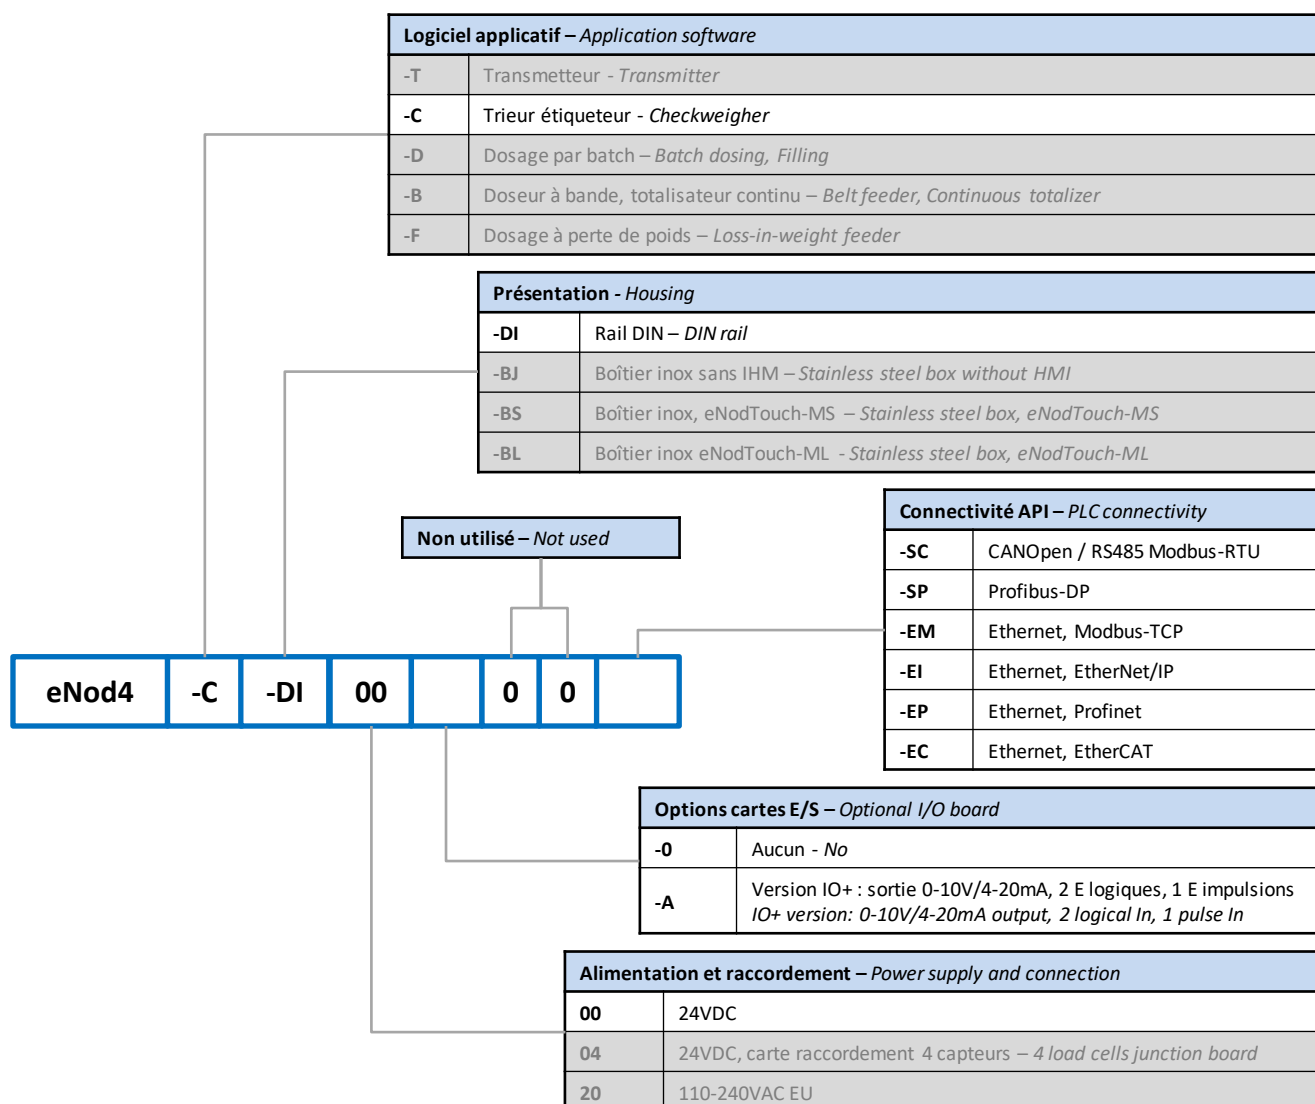 Logiciel applicatif – Application software
-T Transmetteur - Transmitter
-C Trieur étiqueteur - Checkweigher
-D Dosage par batch – Batch dosing, Filling
-B Doseur à bande, totalisateur continu – Belt feeder, Continuous totalizer
-F Dosage à perte de poids – Loss-in-weight feeder
Présentation - Housing
-DI Rail DIN – DIN rail
-BJ Boîtier inox sans IHM – Stainless steel box without HMI
-BS Boîtier inox, eNodTouch-MS – Stainless steel box, eNodTouch-MS
-BL Boîtier inox eNodTouch-ML - Stainless steel box, eNodTouch-ML
Connectivité API – PLC connectivity
-SC CANOpen / RS485 Modbus-RTU
-SP Profibus-DP
-EM Ethernet, Modbus-TCP
-EI Ethernet, EtherNet/IP
-EP Ethernet, Profinet
-EC Ethernet, EtherCAT
Non utilisé – Not used
eNod4 -C -DI 00 0 0
Options cartes E/S – Optional I/O board
-0 Aucun - No
-A Version IO+ : sortie 0-10V/4-20mA, 2 E logiques, 1 E impulsions
IO+ version: 0-10V/4-20mA output, 2 logical In, 1 pulse In
Alimentation et raccordement – Power supply and connection
00 24VDC
04 24VDC, carte raccordement 4 capteurs – 4 load cells junction board
20 110-240VAC EU